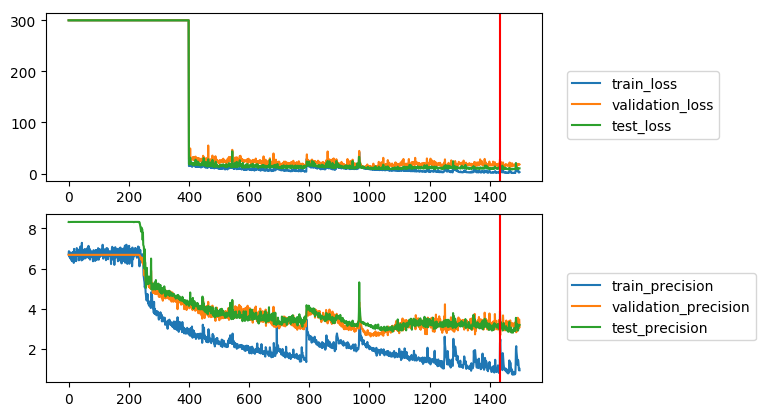 300
200
100
0
0 200 400 600 800 1000 1200 1400
train_loss
validation_loss
test_loss
8
6
4
2
0 200 400 600 800 1000 1200 1400
train_precision
validation_precision
test_precision